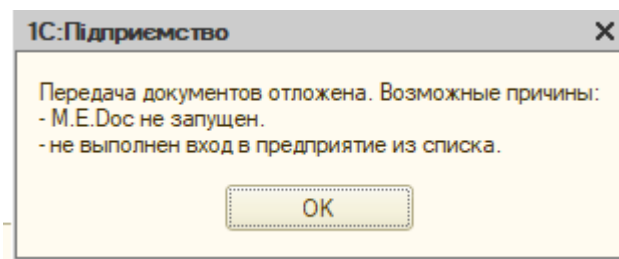 1С:Підприємство
Передача документов отложена. Возможные причины:
- M.E.Doc не запущен.
- не выполнен вход в предприятие из списка.
OK